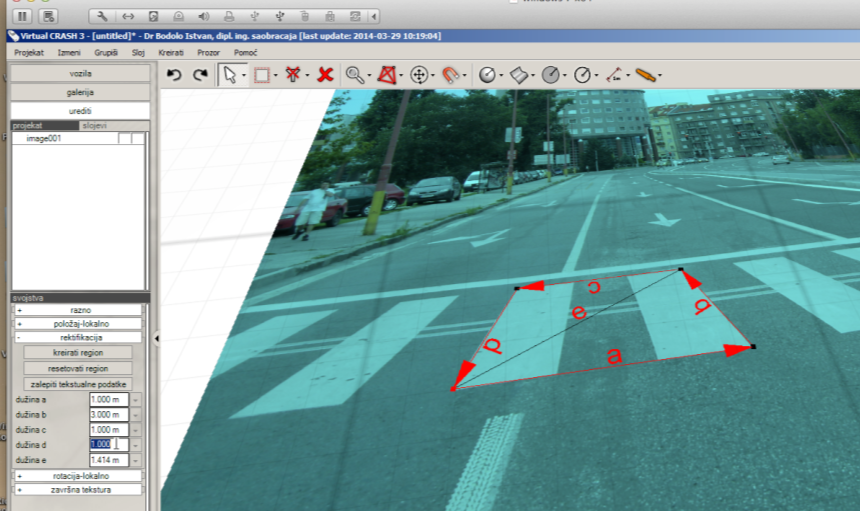 Virtual CRASH 3 - [untitled]* - Dr Bodolo Istvan, dipl. ing. saobracaja [last update: 2014-03-29 10:19:04]
Projekat Izmeni Grupiši Sloj Kreirati Prozor Pomoć
vozila
galerija
urediti
projekat slojevi
image001
svojstva
+ razno
+ položaj-lokalno
- rektifikacija
kreirati region
resetovati region
zalepiti tekstualne podatke
dužina a 1.000 m
dužina b 3.000 m
dužina c 1.000 m
dužina d 1.000
dužina e 1.414 m
+ rotacija-lokalno
+ završna tekstura
c
e
b
d
a